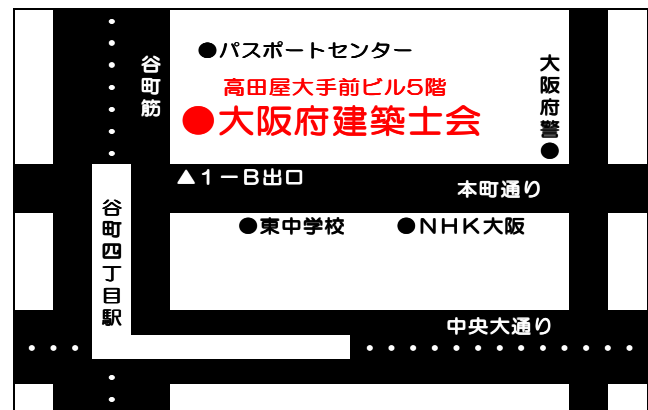 ●パスポートセンター
高田屋大手前ビル5階
●大阪府建築士会
谷町筋
大阪府警●
▲1−B出口
本町通り
谷町四丁目駅
●東中学校
●NHK大阪
中央大通り